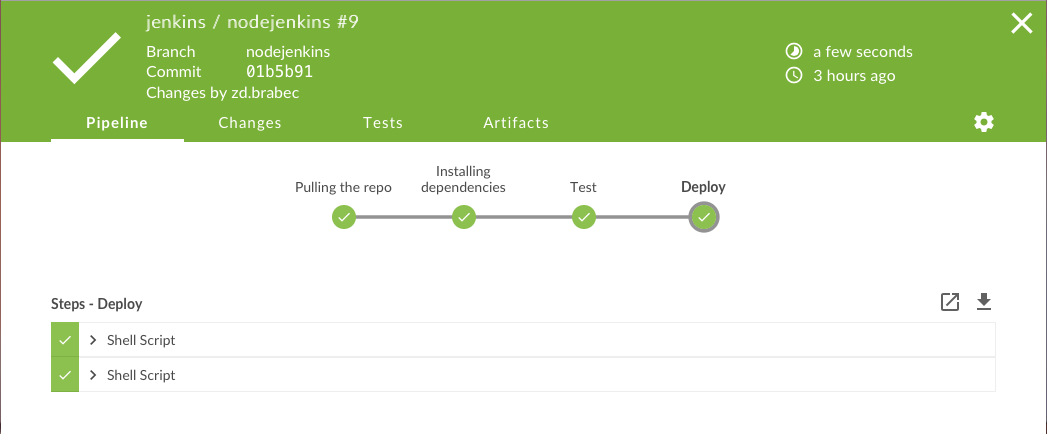 jenkins / nodejenkins #9
Branch nodejenkins
Commit 01b5b91
Changes by zd.brabec
a few seconds
3 hours ago
Pipeline Changes Tests Artifacts
Pulling the repo
Installing
dependencies
Test
Deploy
Steps - Deploy
Shell Script
Shell Script